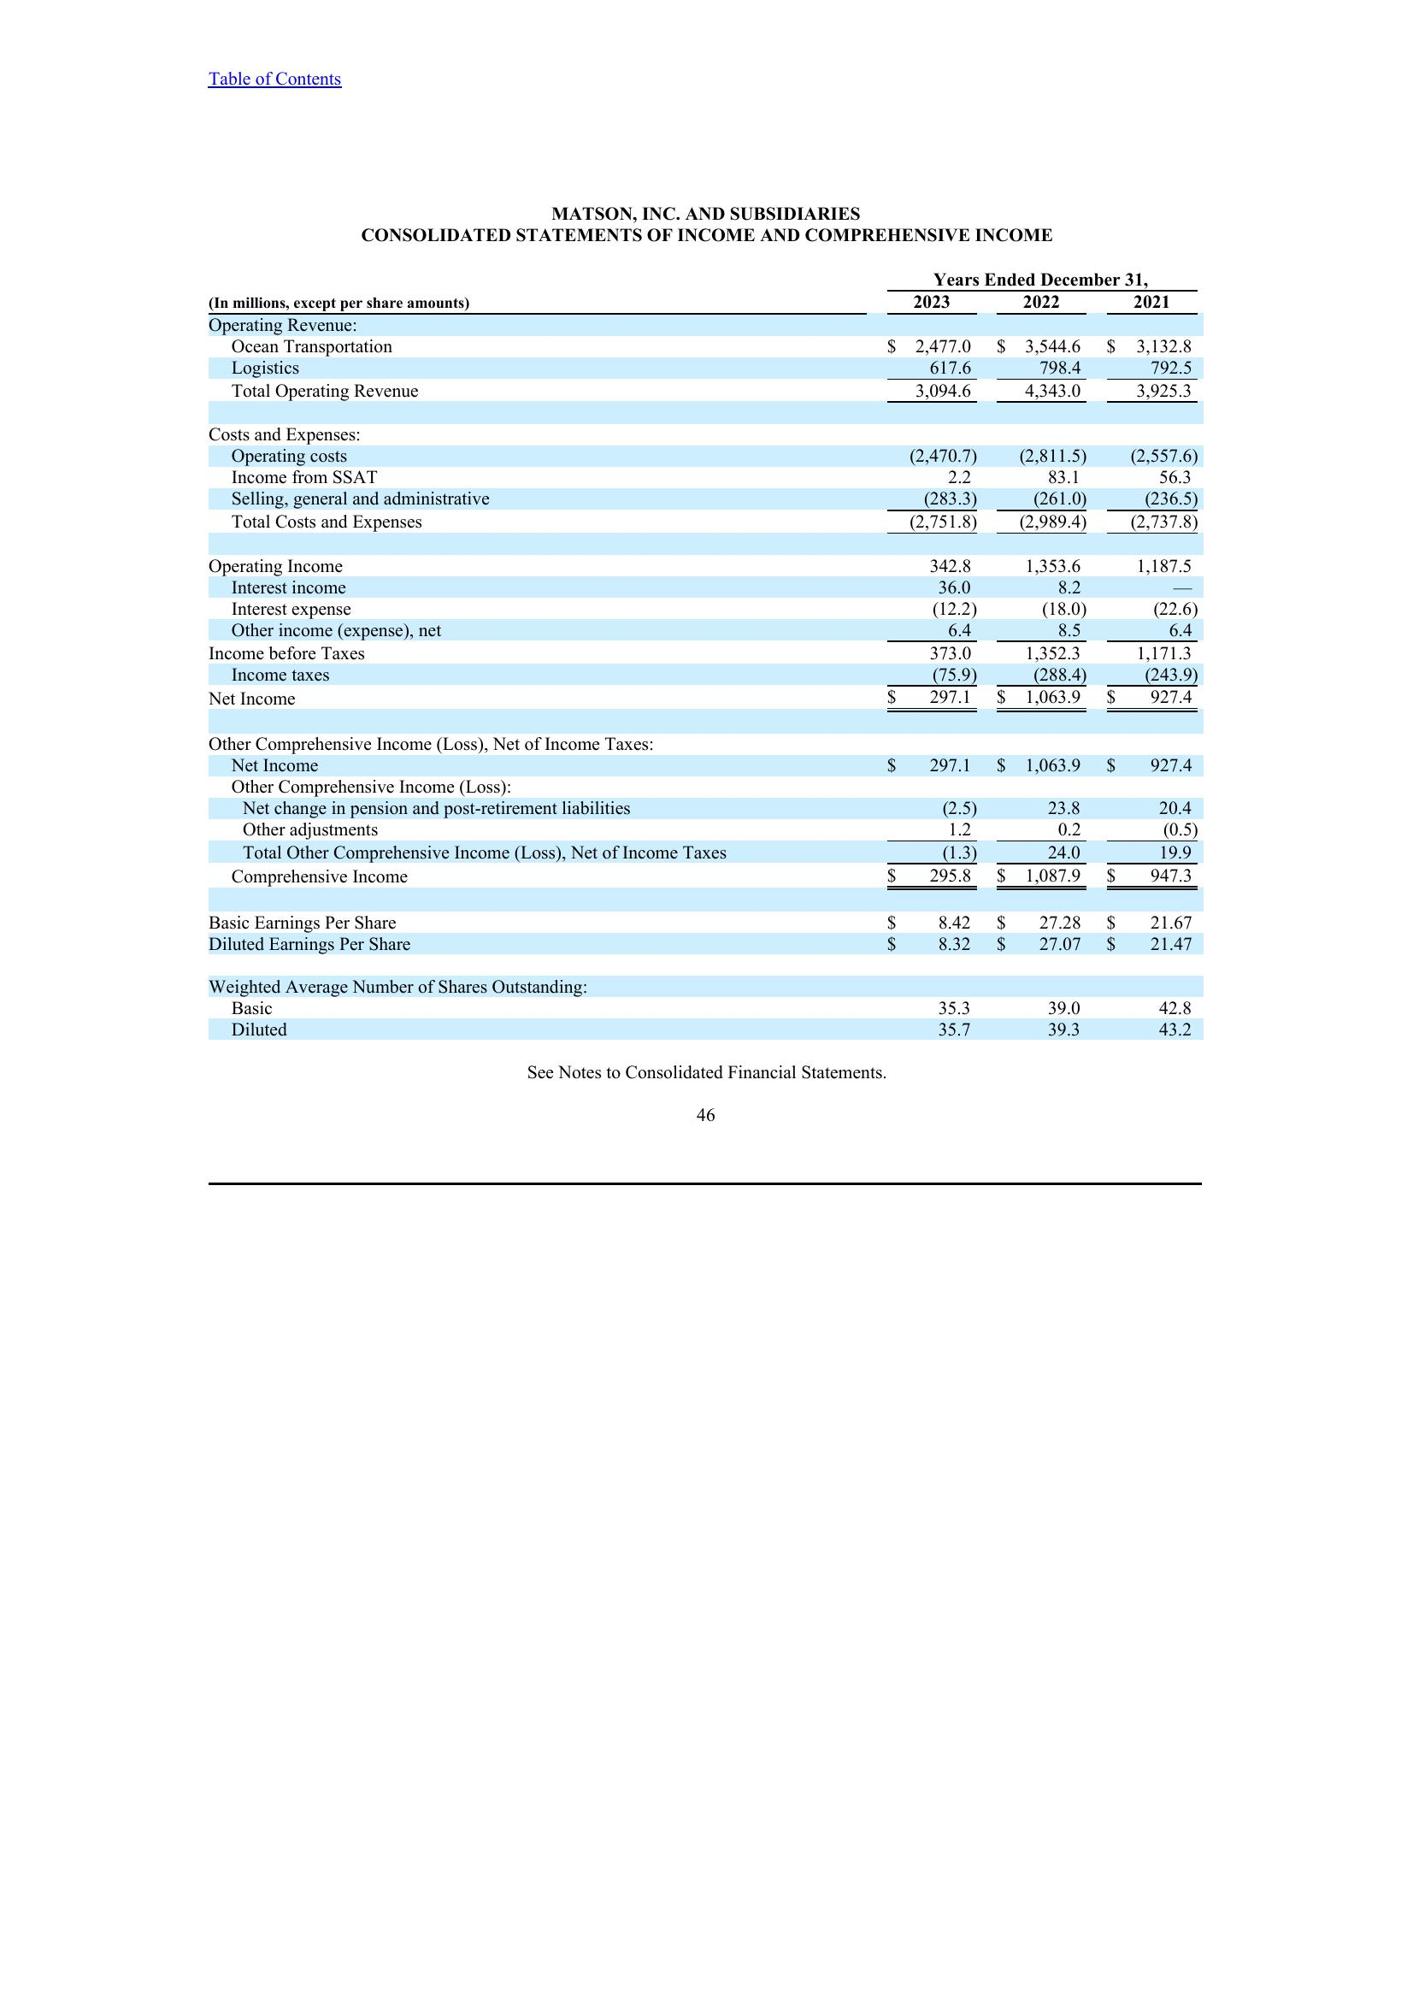 Table of Contents
MATSON, INC. AND SUBSIDIARIES
CONSOLIDATED STATEMENTS OF INCOME AND COMPREHENSIVE INCOME
Years Ended December 31,
(In millions, except per share amounts) 2023 2022 2021
Operating Revenue:
Ocean Transportation $ 2,477.0 $ 3,544.6 $ 3,132.8
Logistics 617.6 798.4 792.5
Total Operating Revenue 3,094.6 4,343.0 3,925.3
Costs and Expenses:
Operating costs (2,470.7) (2,811.5) (2,557.6)
Income from SSAT 2.2 83.1 56.3
Selling, general and administrative (283.3) (261.0) (236.5)
Total Costs and Expenses (2,751.8) (2,989.4) (2,737.8)
Operating Income 342.8 1,353.6 1,187.5
Interest income 36.0 8.2 —
Interest expense (12.2) (18.0) (22.6)
Other income (expense), net 6.4 8.5 6.4
Income before Taxes 373.0 1,352.3 1,171.3
Income taxes (75.9) (288.4) (243.9)
Net Income $ 297.1 $ 1,063.9 $ 927.4
Other Comprehensive Income (Loss), Net of Income Taxes:
Net Income $ 297.1 $ 1,063.9 $ 927.4
Other Comprehensive Income (Loss):
Net change in pension and post-retirement liabilities (2.5) 23.8 20.4
Other adjustments 1.2 0.2 (0.5)
Total Other Comprehensive Income (Loss), Net of Income Taxes (1.3) 24.0 19.9
Comprehensive Income $ 295.8 $ 1,087.9 $ 947.3
Basic Earnings Per Share $ 8.42 $ 27.28 $ 21.67
Diluted Earnings Per Share $ 8.32 $ 27.07 $ 21.47
Weighted Average Number of Shares Outstanding:
Basic 35.3 39.0 42.8
Diluted 35.7 39.3 43.2
See Notes to Consolidated Financial Statements.
46